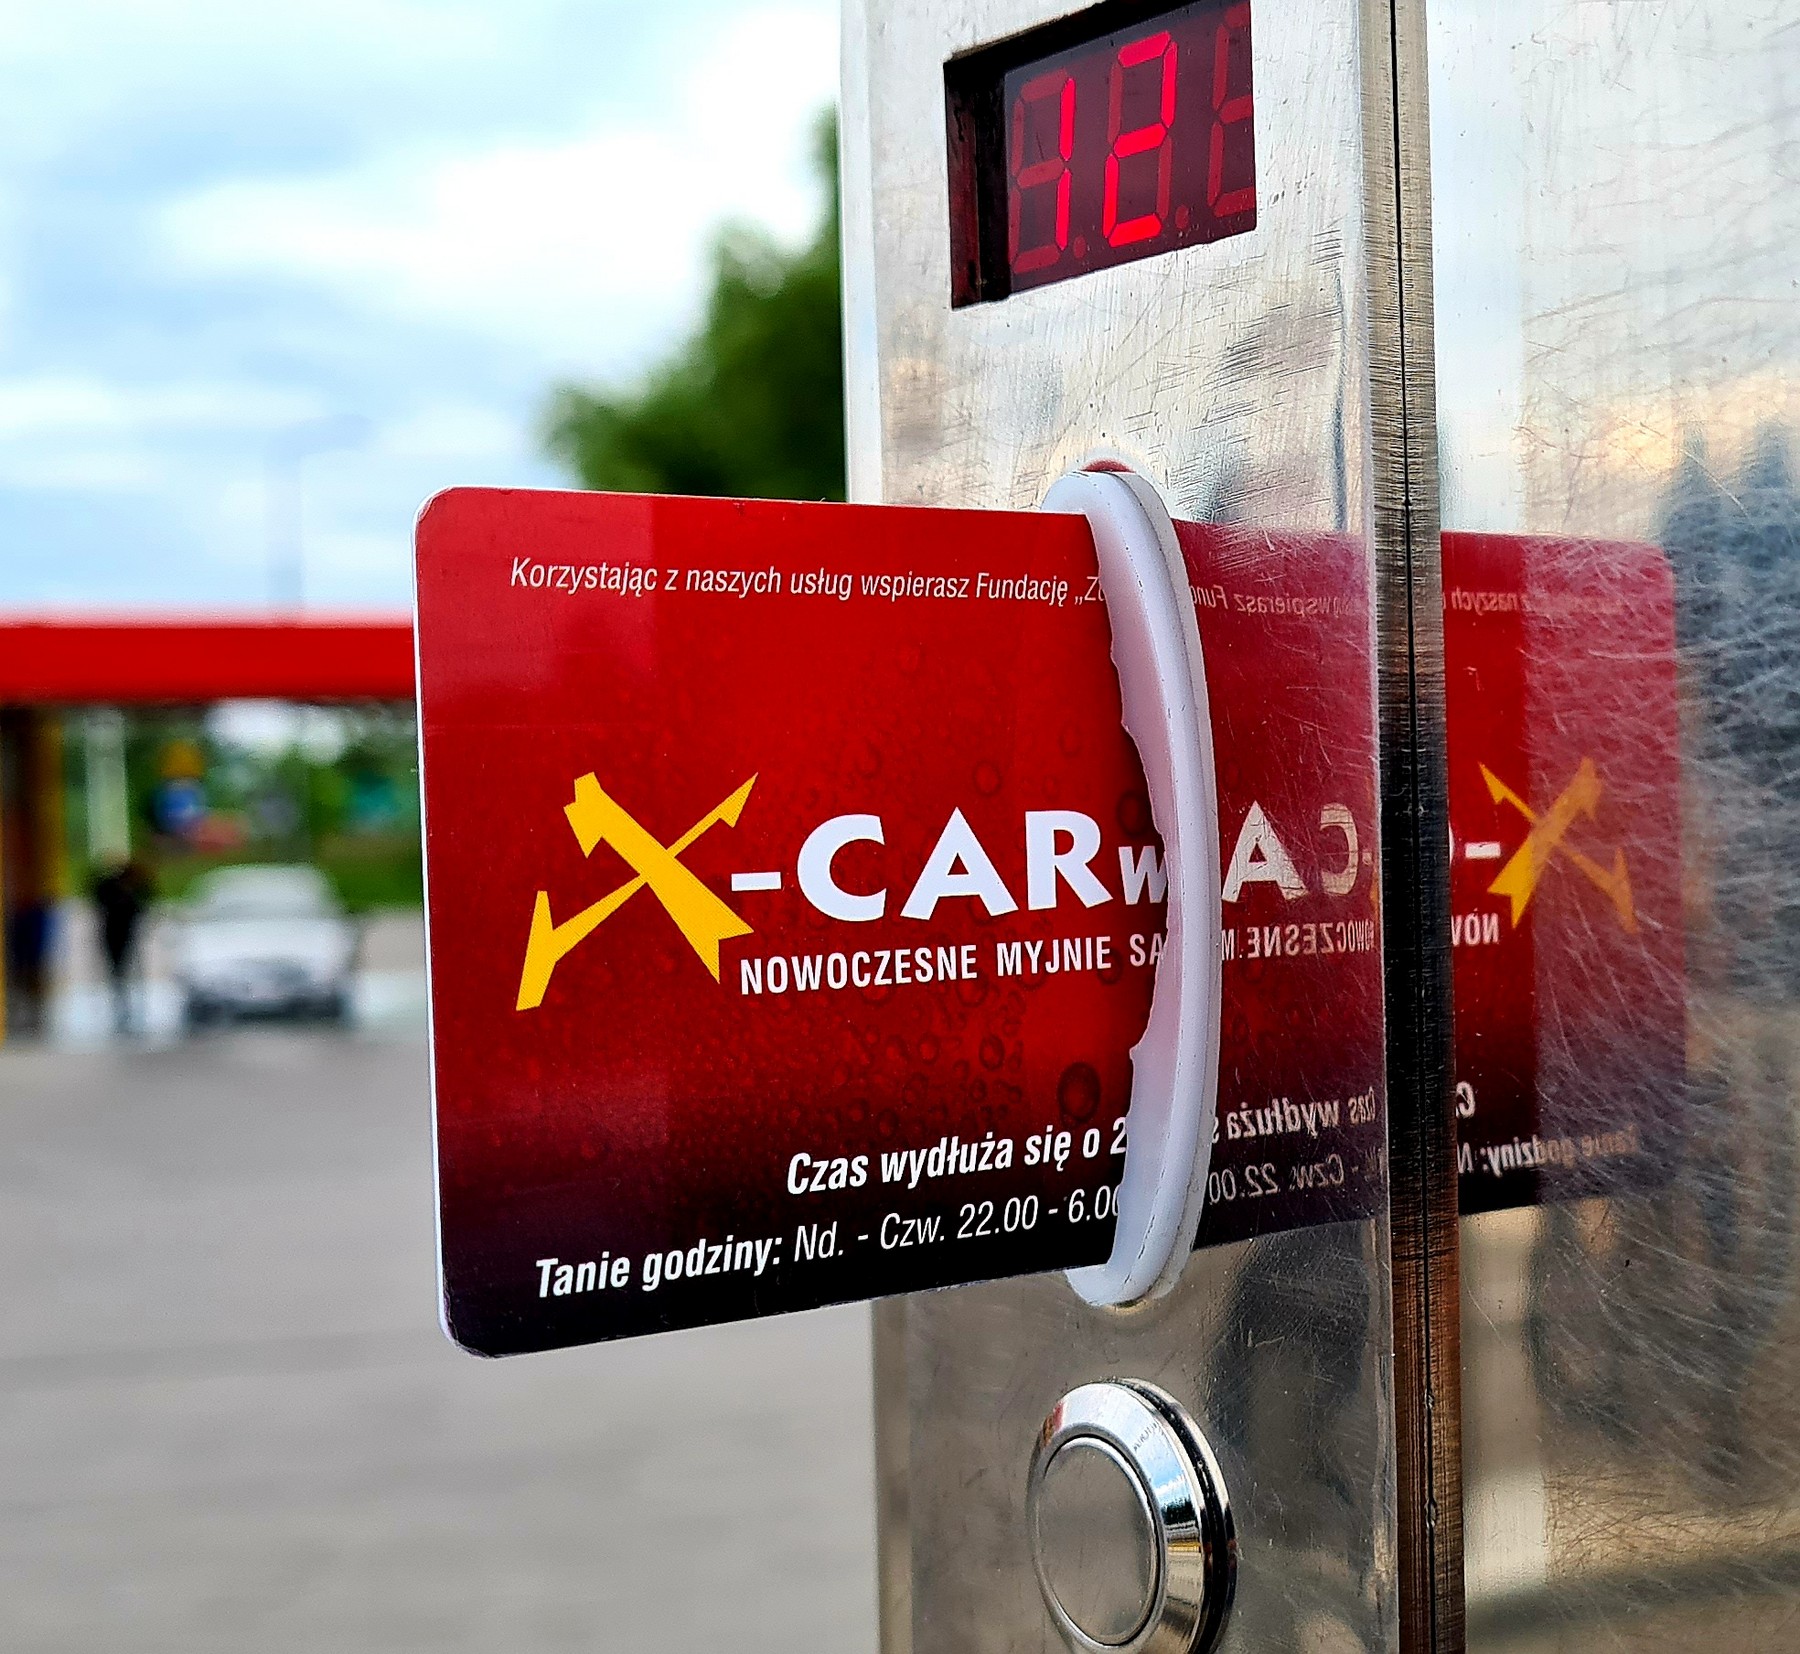 12
Korzystając z naszych usług wspierasz Fundację „Z
X-CARW
NOWOCZESNE MYJNIE SA
Czas wydłuża się o 2
Tanie godziny: Nd. - Czw. 22.00 - 6.00